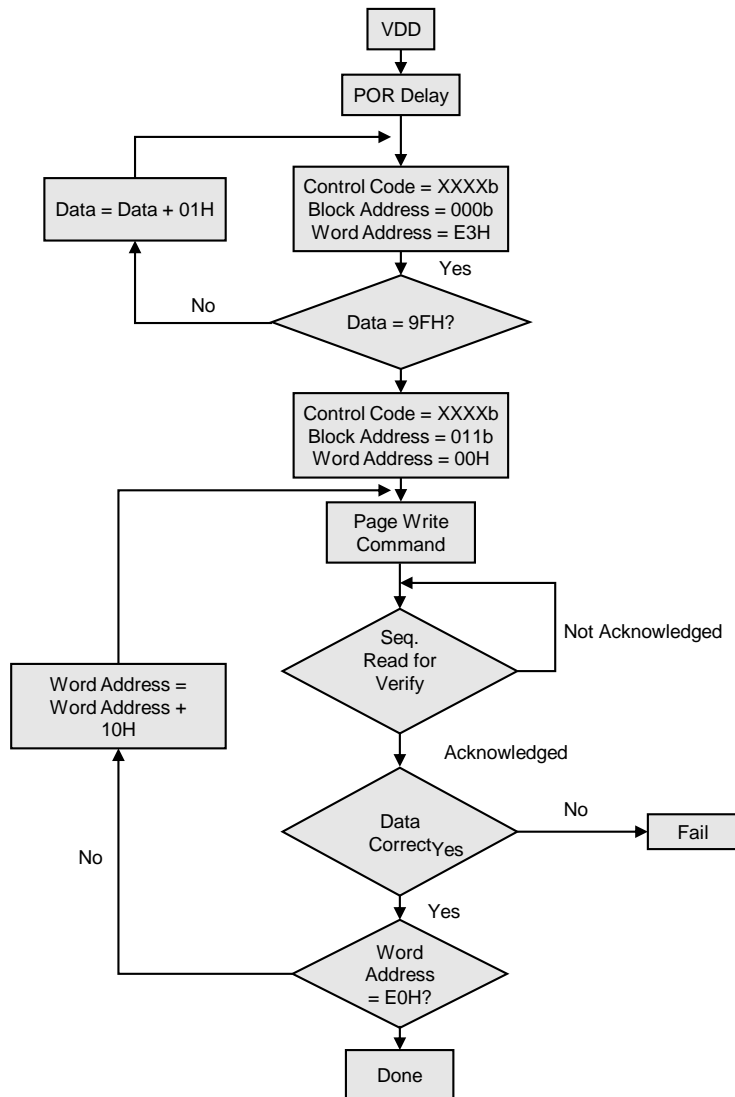 VDD
POR Delay
Data = Data + 01H
Control Code = XXXXb
Block Address = 000b
Word Address = E3H
Yes
No
Data = 9FH?
Control Code = XXXXb
Block Address = 011b
Word Address = 00H
Page Write
Command
Seq.
Read for
Verify
Not Acknowledged
Word Address =
Word Address +
10H
Acknowledged
Data
Correct Yes
No
Fail
No
Yes
Word
Address
= E0H?
Done